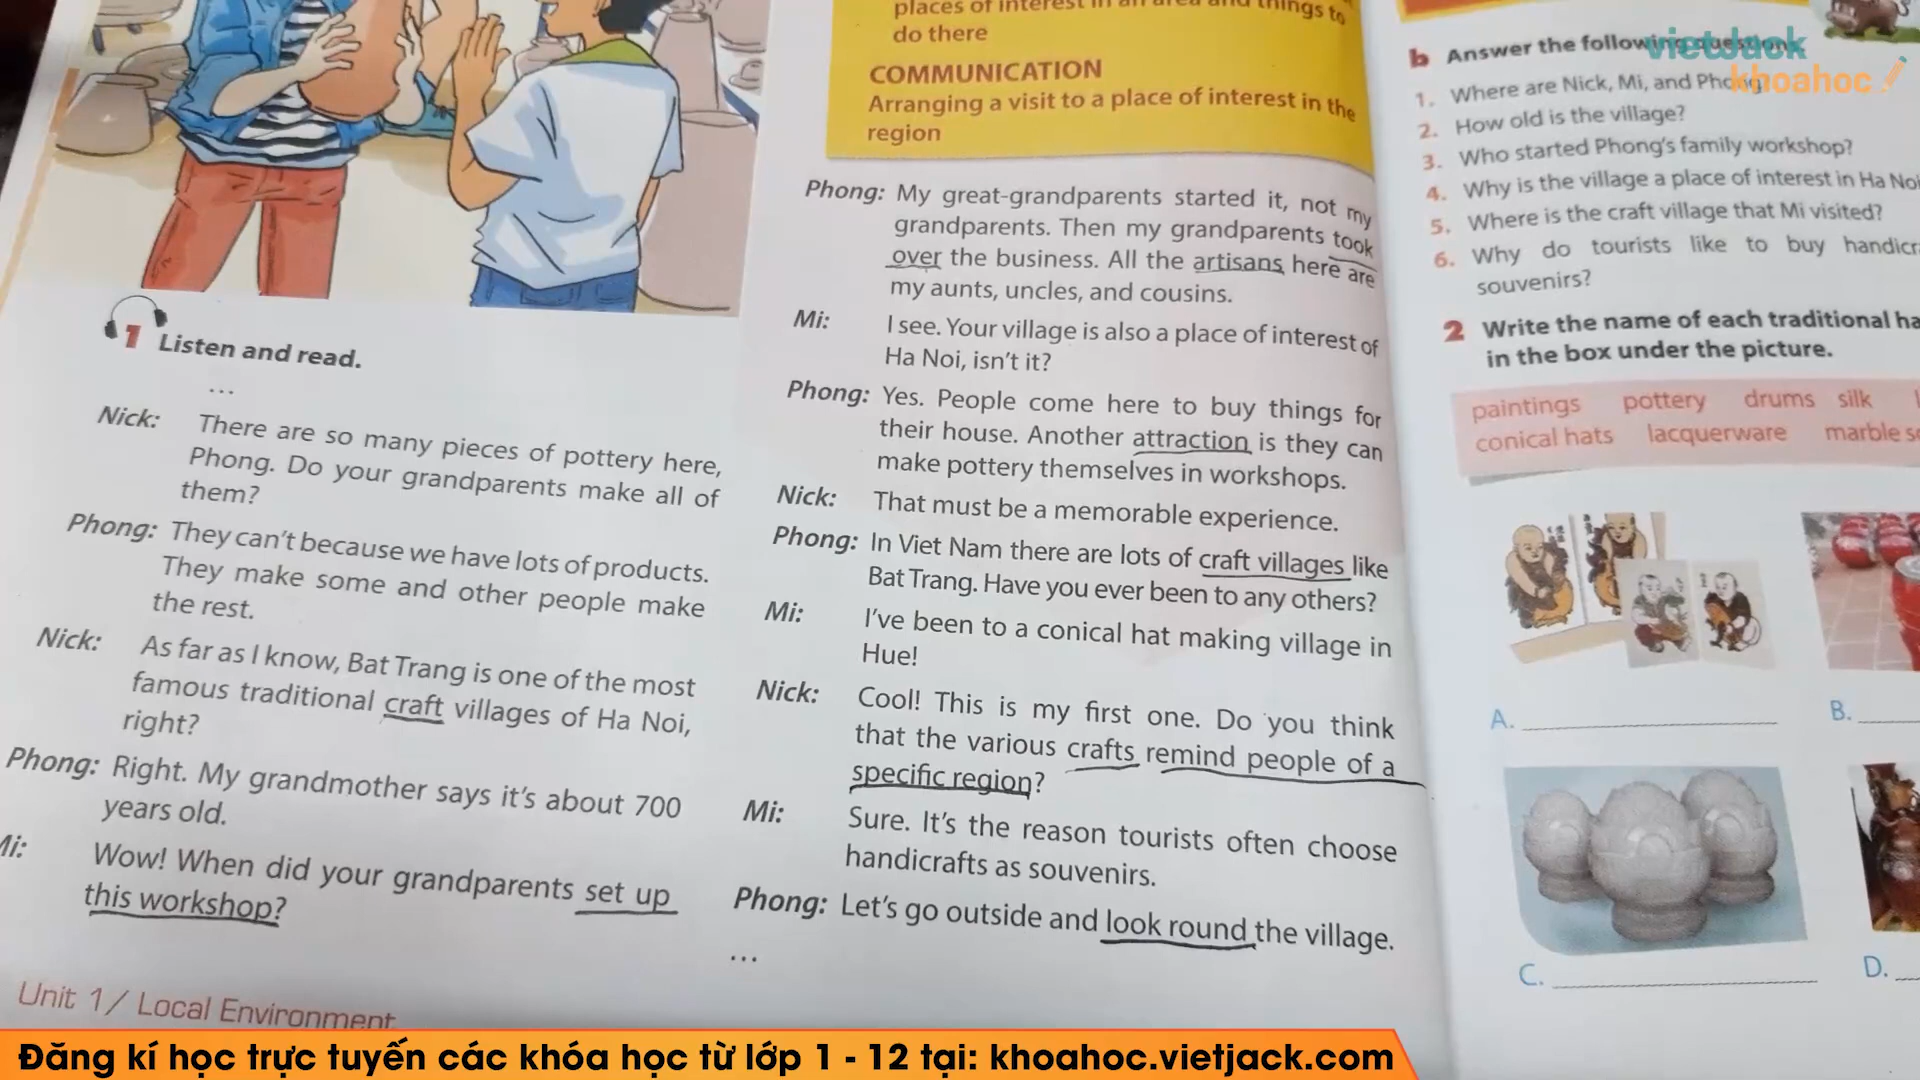 places of interest in an area and things to
do there
COMMUNICATION
Arranging a visit to a place of interest in the
region
1 Listen and read.
...
Nick: There are so many pieces of pottery here,
Phong. Do your grandparents make all of
them?
Phong: They can't because we have lots of products.
They make some and other people make
the rest.
Nick: As far as I know, Bat Trang is one of the most
famous traditional craft villages of Ha Noi,
right?
Phong: Right. My grandmother says it's about 700
years old.
Mi: Wow! When did your grandparents set up
this workshop?
Unit 1/ Local Environment
Phong: My great-grandparents started it, not my
grandparents. Then my grandparents took
over the business. All the artisans here are
my aunts, uncles, and cousins.
Mi: I see. Your village is also a place of interest of
Ha Noi, isn't it?
Phong: Yes. People come here to buy things for
their house. Another attraction is they can
make pottery themselves in workshops.
Nick: That must be a memorable experience.
Phong: In Viet Nam there are lots of craft villages like
Bat Trang. Have you ever been to any others?
Mi: I've been to a conical hat making village in
Hue!
Nick: Cool! This is my first one. Do you think
that the various crafts remind people of a
specific region?
Mi: Sure. It's the reason tourists often choose
handicrafts as souvenirs.
Phong: Let's go outside and look round the village.
...
b Answer the following questions
1. Where are Nick, Mi, and Phong
2. How old is the village?
3. Who started Phong's family workshop?
4. Why is the village a place of interest in Ha Noi
5. Where is the craft village that Mi visited?
6. Why do tourists like to buy handicra
souvenirs?
2 Write the name of each traditional ha
in the box under the picture.
paintings pottery drums silk
conical hats lacquerware marble s
A.
B.
C.
D.
vietJack
khoahoc
Đăng kí học trực tuyến các khóa học từ lớp 1 - 12 tại: khoahoc.vietjack.com